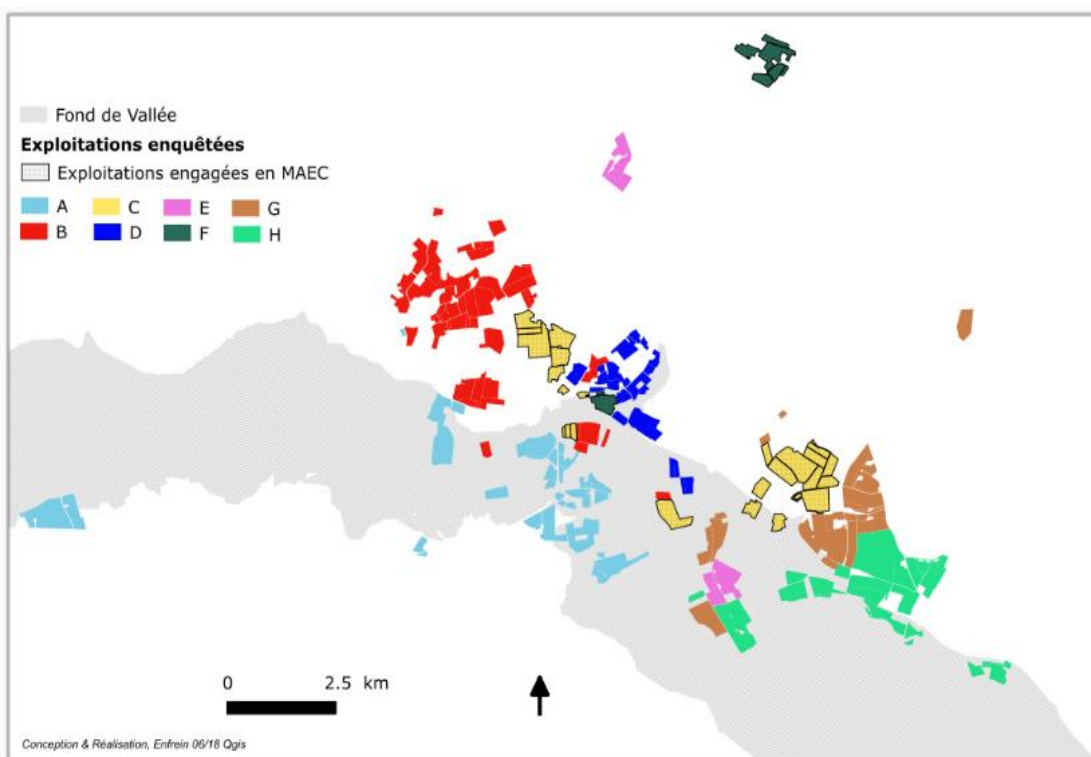 Fond de Vallée
Exploitations enquêtées
Exploitations engagées en MAEC
A C E G
B D F H
0 2.5 km
Conception & Réalisation, Enfrein 06/18 Qgis